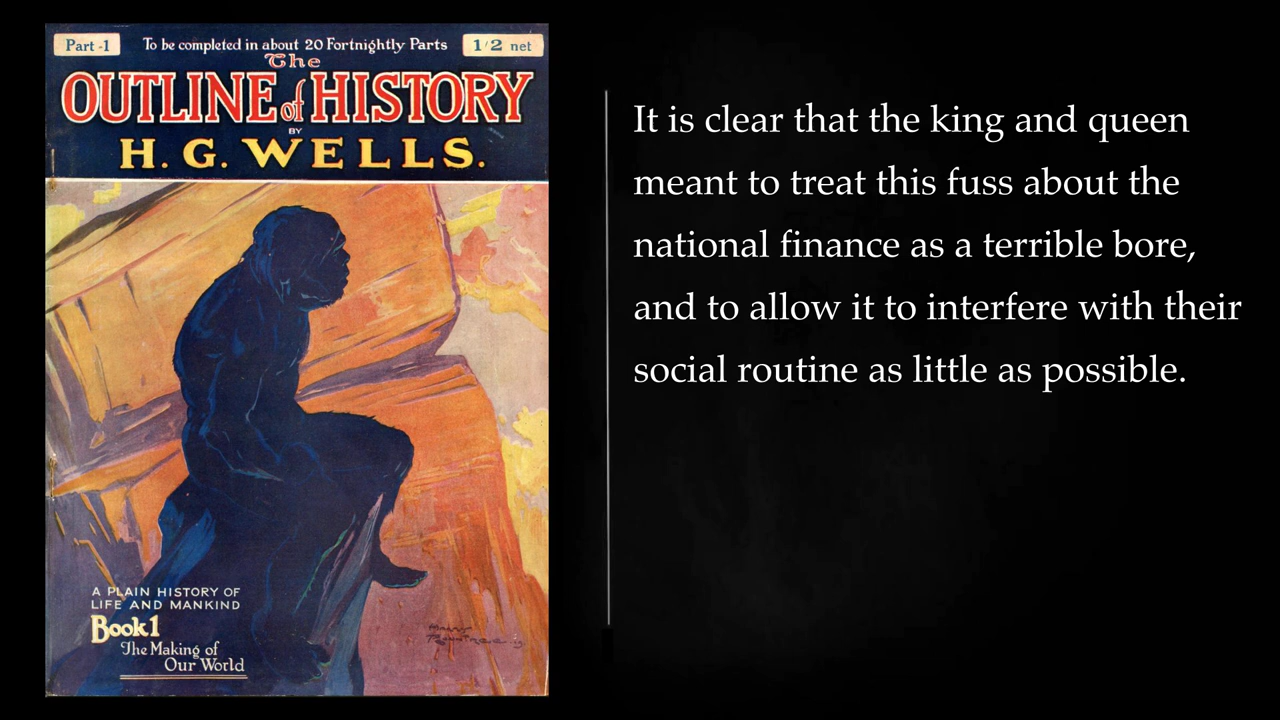 Part -1
To be completed in about 20 Fortnightly Parts
1/2 net
The
OUTLINE of HISTORY
BY
H. G. WELLS.
A PLAIN HISTORY OF
LIFE AND MANKIND
Book 1
The Making of
Our World
It is clear that the king and queen
meant to treat this fuss about the
national finance as a terrible bore,
and to allow it to interfere with their
social routine as little as possible.